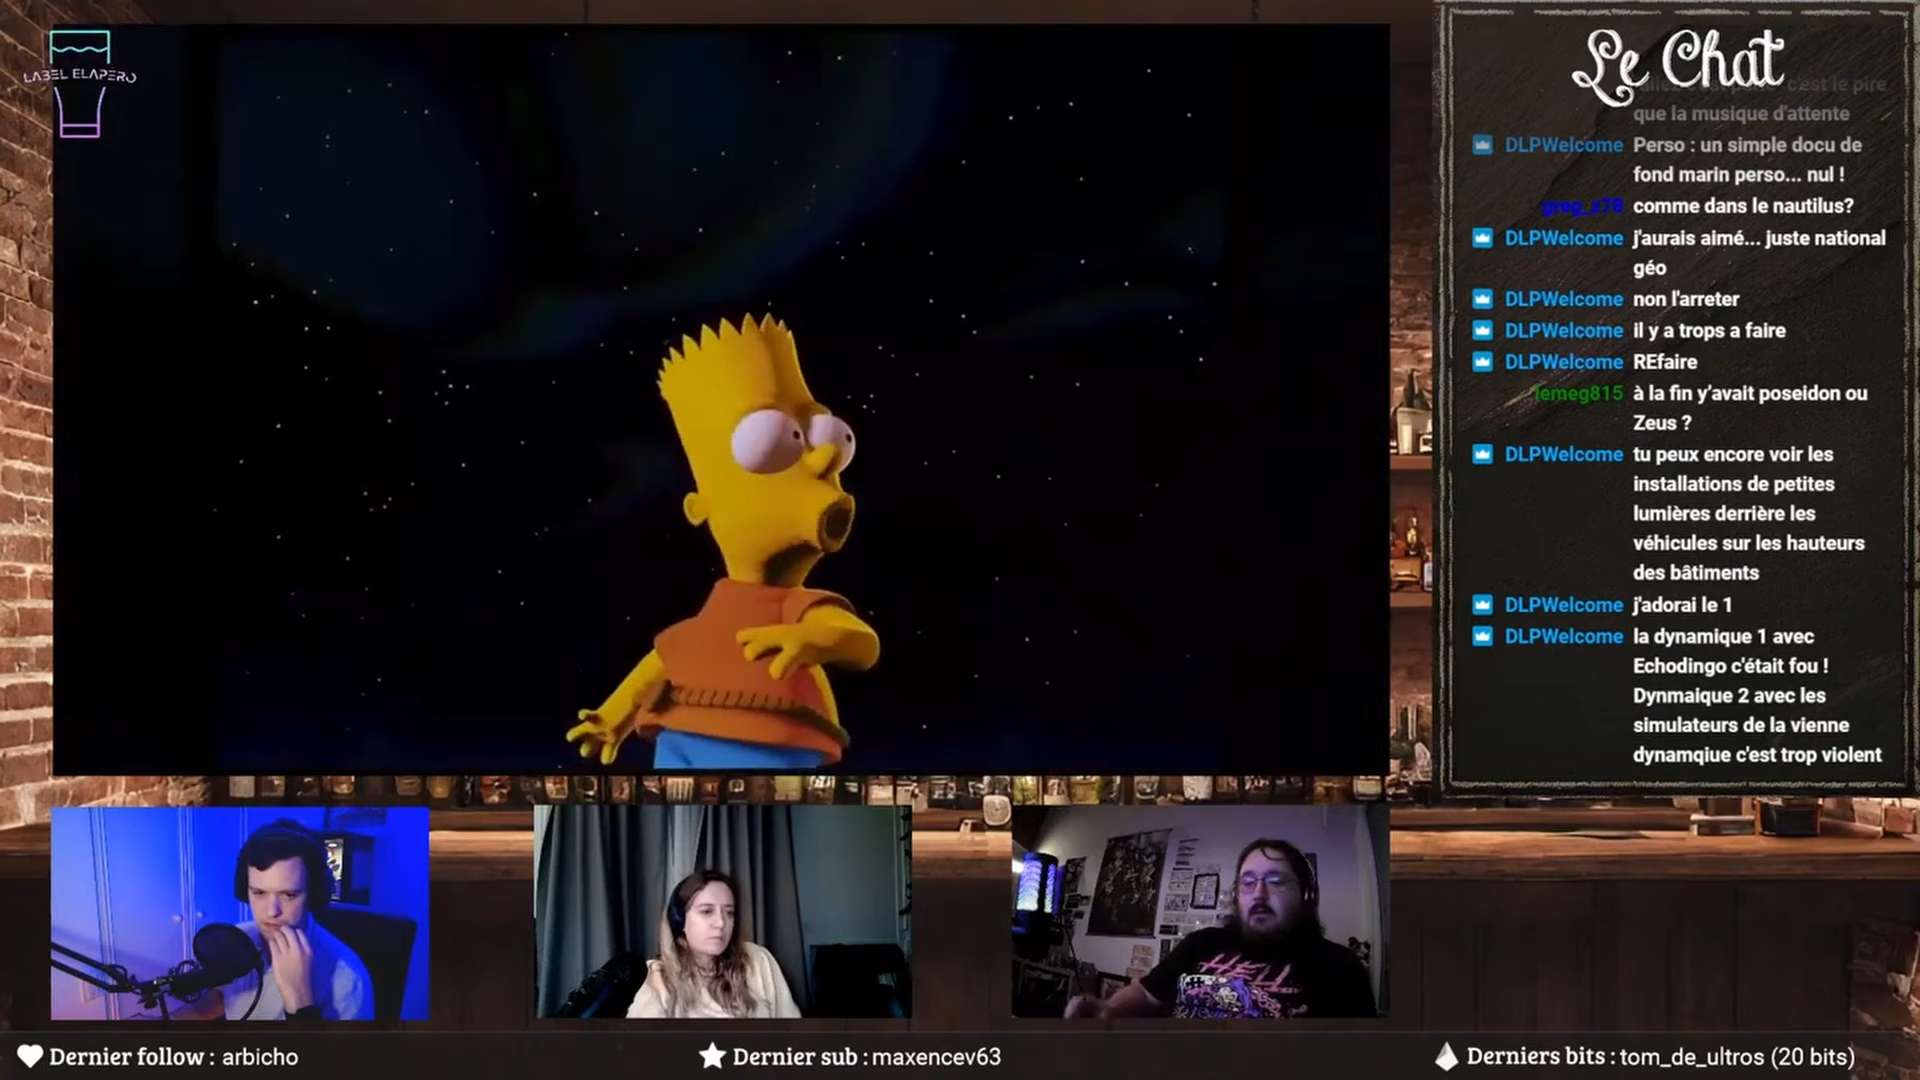 LABEL ELAPERO
Le Chat
c'est le pire
que la musique d'attente
DLPWelcome Perso : un simple docu de
fond marin perso... nul !
greg_x78 comme dans le nautilus?
DLPWelcome j'aurais aimé... juste national
géo
DLPWelcome non l'arreter
DLPWelcome il y a trops a faire
DLPWelcome REfaire
lemeg815 à la fin y'avait poseidon ou
Zeus ?
DLPWelcome tu peux encore voir les
installations de petites
lumières derrière les
véhicules sur les hauteurs
des bâtiments
DLPWelcome j'adorai le 1
DLPWelcome la dynamique 1 avec
Echodingo c'était fou !
Dynmaique 2 avec les
simulateurs de la vienne
dynamqiue c'est trop violent
HELL
Dernier follow : arbicho
Dernier sub : maxencev63
Derniers bits : tom_de_ultros (20 bits)